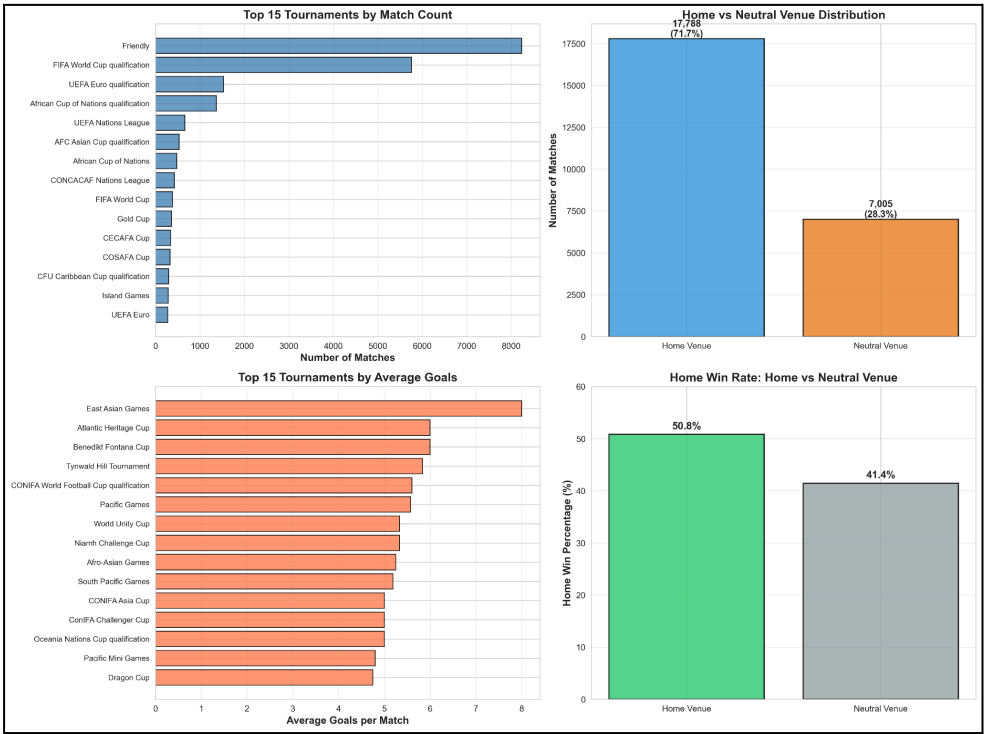 Top 15 Tournaments by Match Count
Friendly
FIFA World Cup qualification
UEFA Euro qualification
African Cup of Nations qualification
UEFA Nations League
AFC Asian Cup qualification
African Cup of Nations
CONCACAF Nations League
FIFA World Cup
Gold Cup
CECAFA Cup
COSAFA Cup
CFU Caribbean Cup qualification
Island Games
UEFA Euro
0 1000 2000 3000 4000 5000 6000 7000 8000
Number of Matches
Home vs Neutral Venue Distribution
17,788
(71.7%)
7,005
(28.3%)
17500
15000
12500
10000
7500
5000
2500
0
Number of Matches
Home Venue Neutral Venue
Top 15 Tournaments by Average Goals
East Asian Games
Atlantic Heritage Cup
Benedikt Fontana Cup
Tynwald Hill Tournament
CONIFA World Football Cup qualification
Pacific Games
World Unity Cup
Niamh Challenge Cup
Afro-Asian Games
South Pacific Games
CONIFA Asia Cup
ConIFA Challenger Cup
Oceania Nations Cup qualification
Pacific Mini Games
Dragon Cup
0 1 2 3 4 5 6 7 8
Average Goals per Match
Home Win Rate: Home vs Neutral Venue
50.8%
41.4%
60
50
40
30
20
10
0
Home Win Percentage (%)
Home Venue Neutral Venue